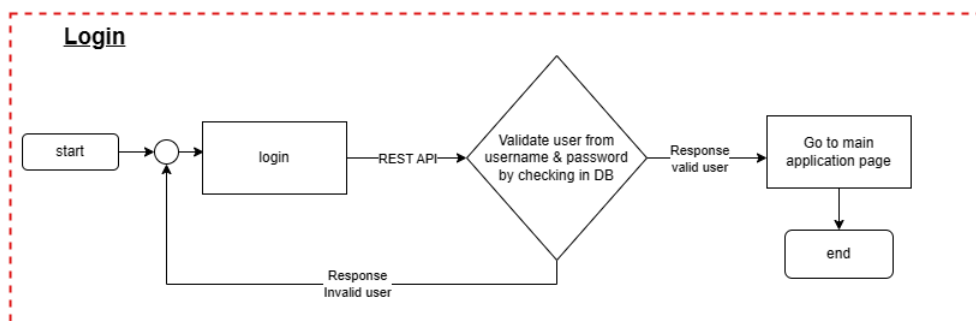 Login
start
login
REST API
Validate user from
username & password
by checking in DB
Response
valid user
Go to main
application page
end
Response
Invalid user